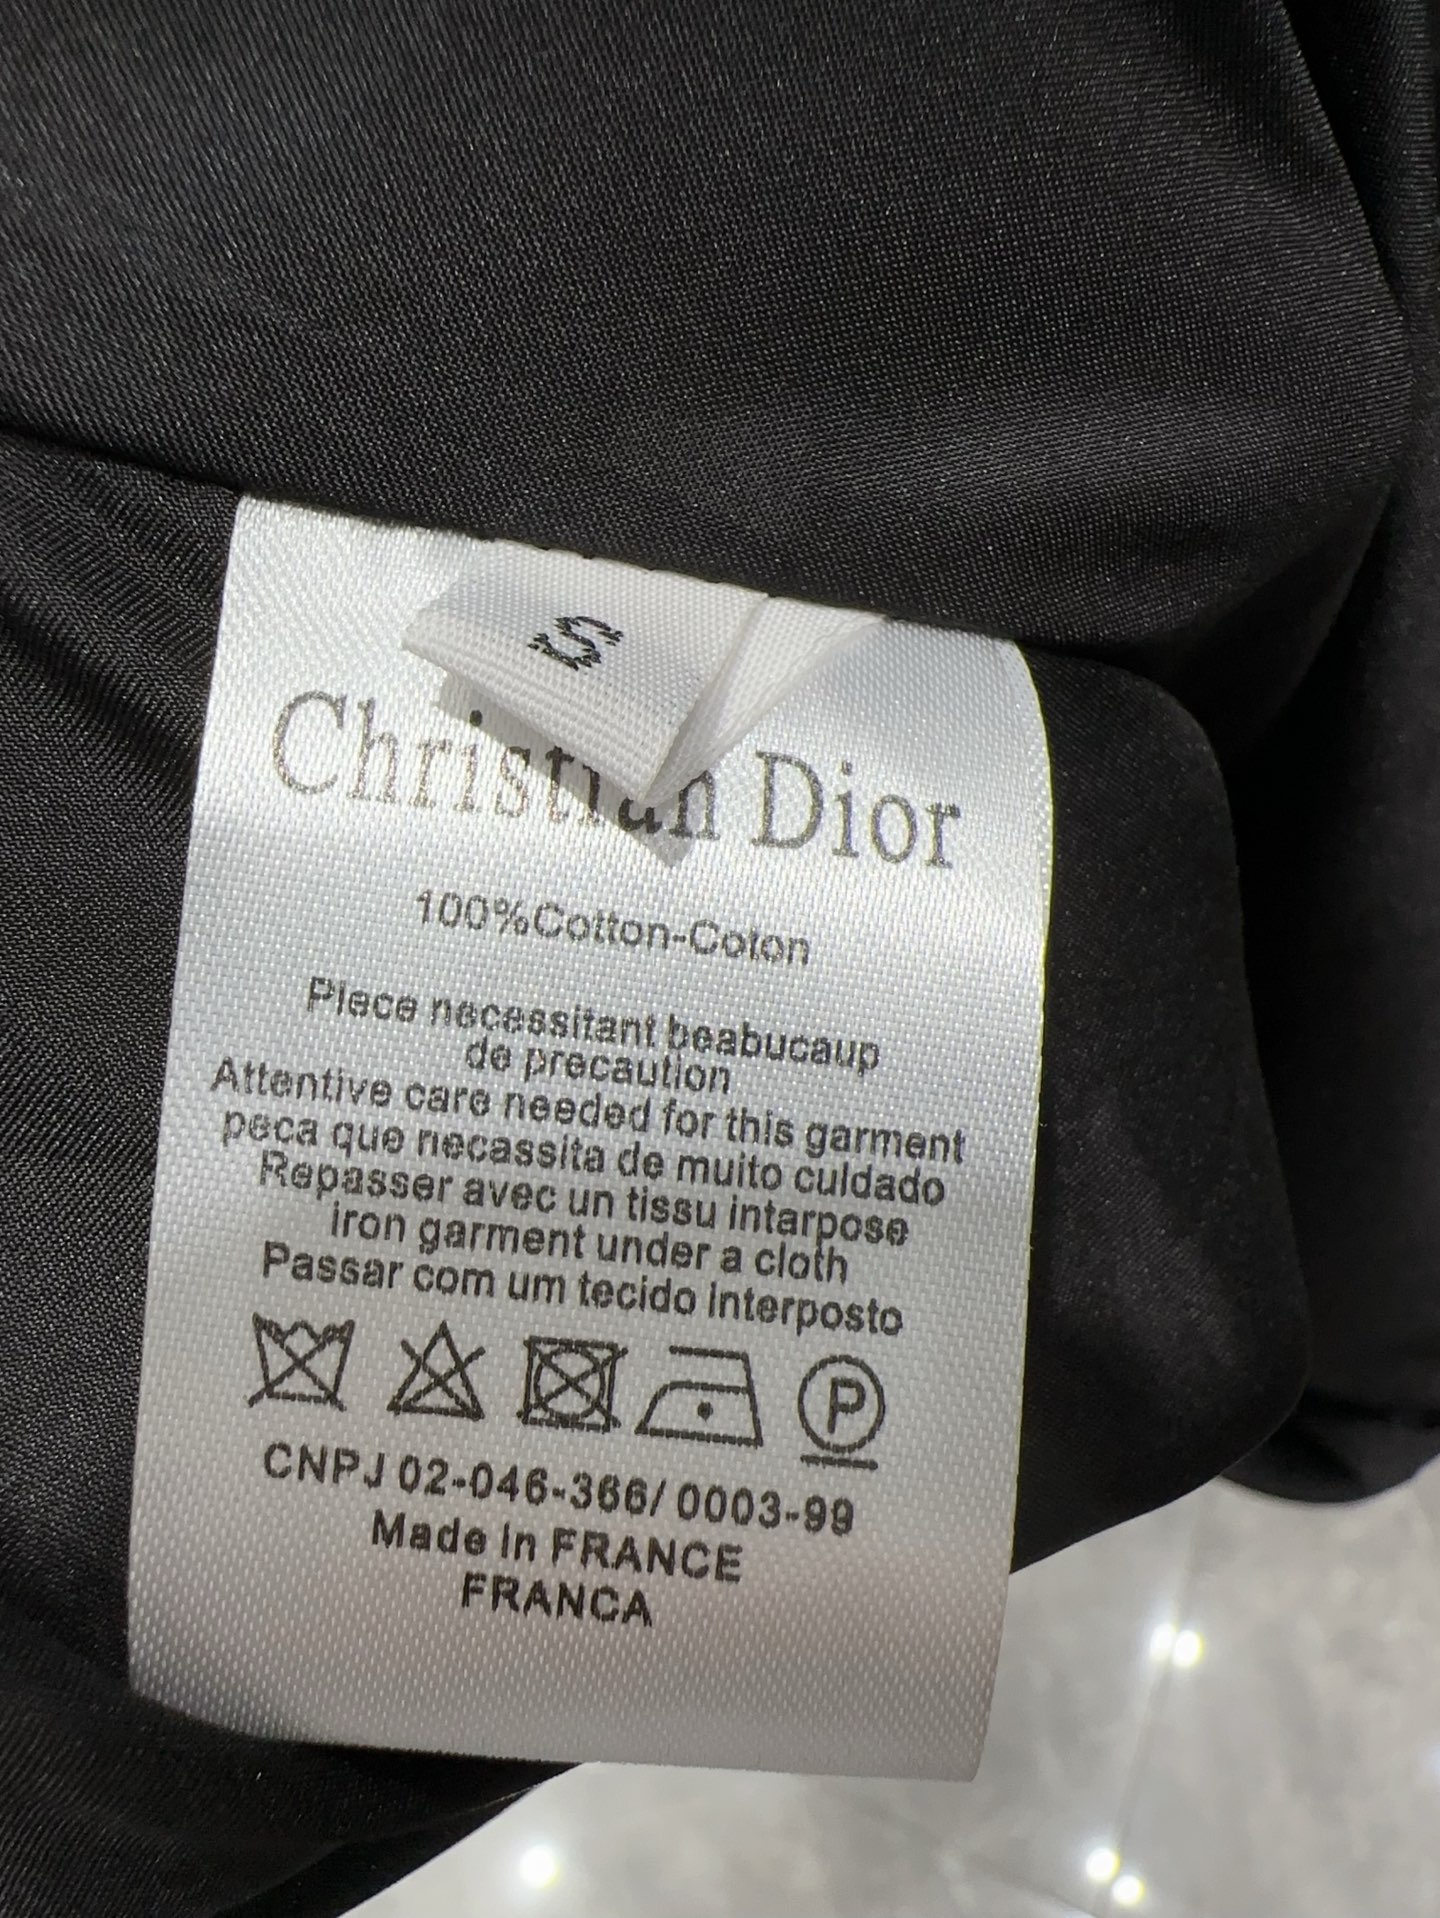 S
Christian Dior
100%Cotton-Coton
Piece necessitant beabucaup
de precaution
Attentive care needed for this garment
peca que necassita de muito cuidado
Repasser avec un tissu intarpose
iron garment under a cloth
Passar com um tecido interposto
P
CNPJ 02-046-366/0003-99
Made in FRANCE
FRANCA